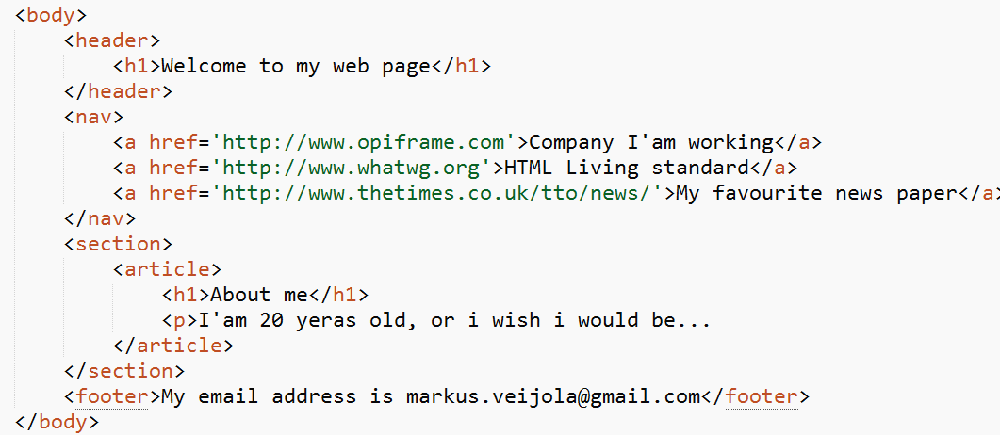 <body>
<header>
<h1>Welcome to my web page</h1>
</header>
<nav>
<a href='http://www.opiframe.com'>Company I'am working</a>
<a href='http://www.whatwg.org'>HTML Living standard</a>
<a href='http://www.thetimes.co.uk/tto/news/'>My favourite news paper</a>
</nav>
<section>
<article>
<h1>About me</h1>
<p>I'am 20 yeras old, or i wish i would be...
</article>
</section>
<footer>My email address is markus.veijola@gmail.com</footer>
</body>